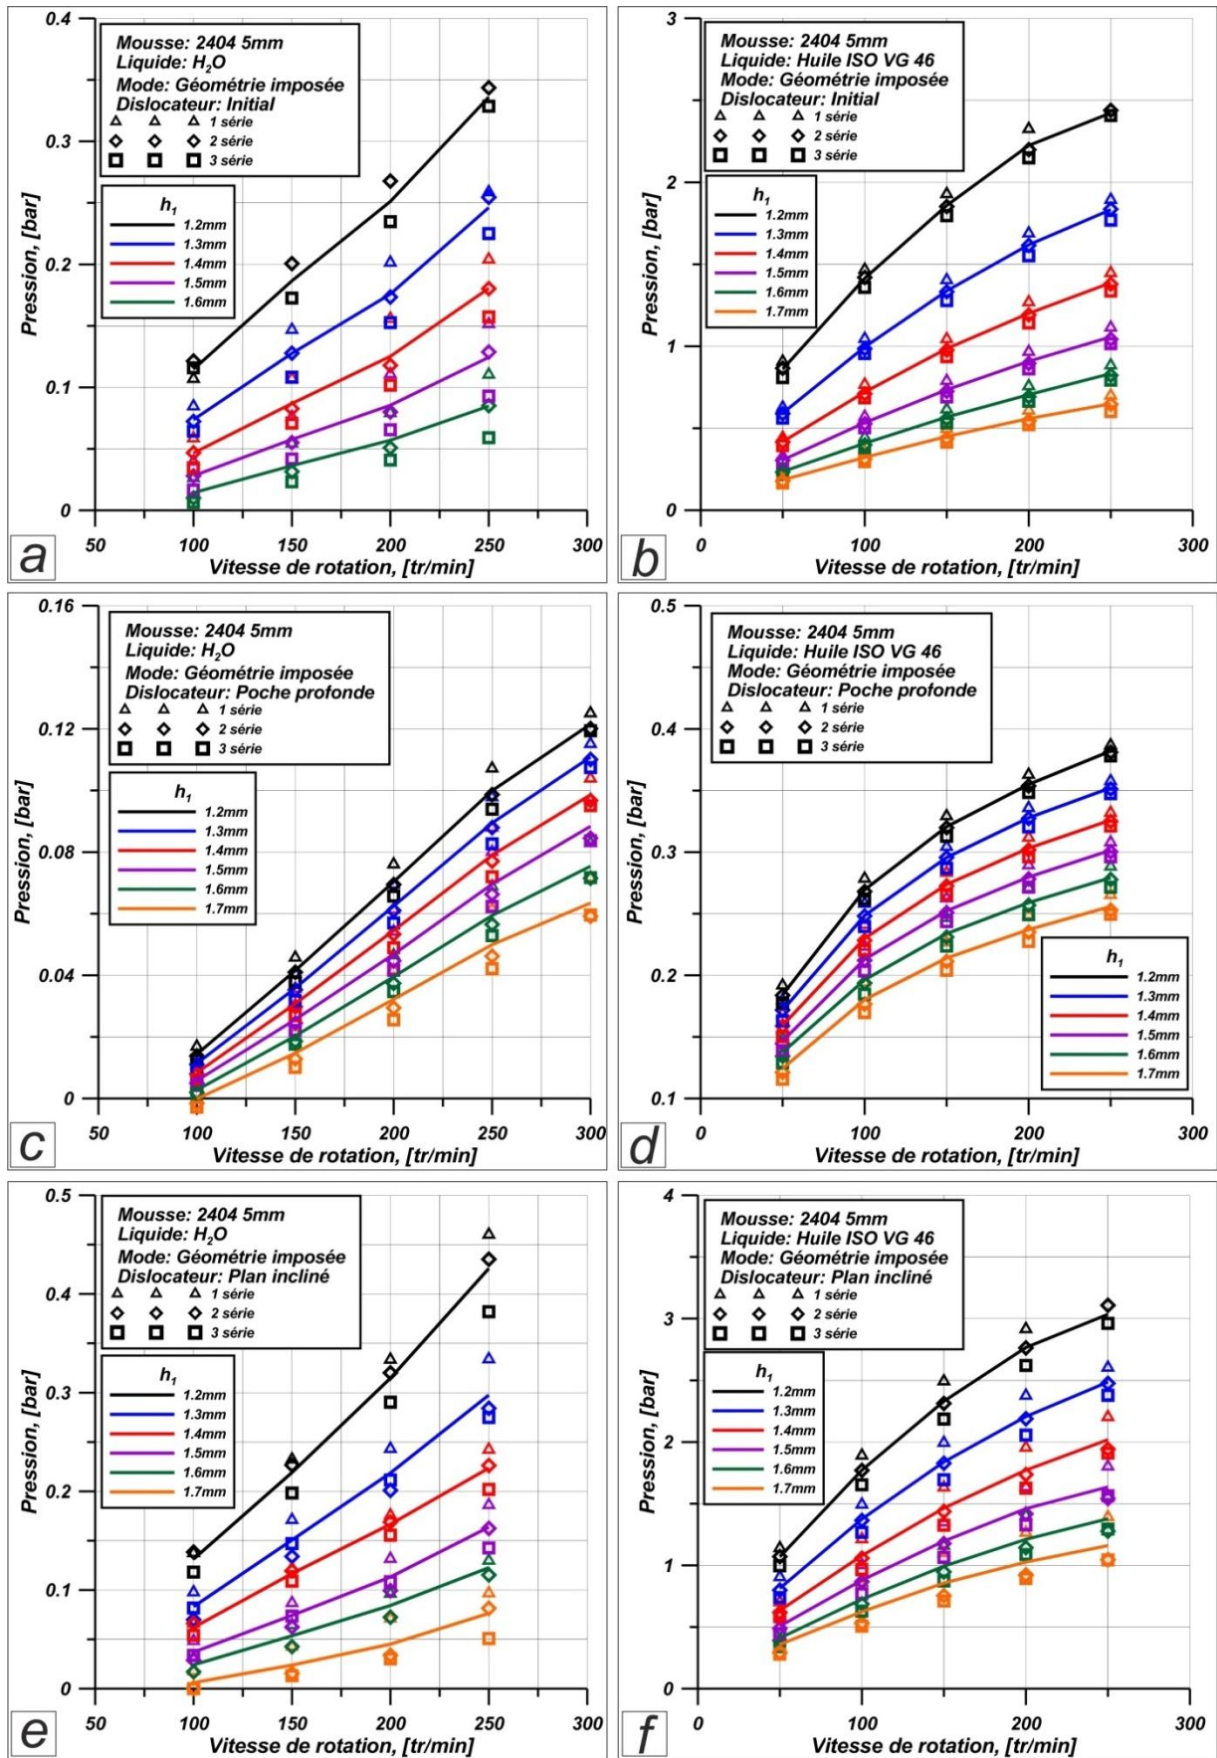 0.4
Mousse: 2404 5mm
Liquide: H₂O
Mode: Géométrie imposée
Dislocateur: Initial
1 série
2 série
3 série
h₁
1.2mm
1.3mm
1.4mm
1.5mm
1.6mm
0.3
0.2
0.1
0
Pression, [bar]
50 100 150 200 250 300
Vitesse de rotation, [tr/min]
a
3
Mousse: 2404 5mm
Liquide: Huile ISO VG 46
Mode: Géométrie imposée
Dislocateur: Initial
1 série
2 série
3 série
h₁
1.2mm
1.3mm
1.4mm
1.5mm
1.6mm
1.7mm
2
1
0
Pression, [bar]
0 100 200 300
Vitesse de rotation, [tr/min]
b
0.16
Mousse: 2404 5mm
Liquide: H₂O
Mode: Géométrie imposée
Dislocateur: Poche profonde
1 série
2 série
3 série
h₁
1.2mm
1.3mm
1.4mm
1.5mm
1.6mm
1.7mm
0.12
0.08
0.04
0
Pression, [bar]
50 100 150 200 250 300
Vitesse de rotation, [tr/min]
c
0.5
Mousse: 2404 5mm
Liquide: Huile ISO VG 46
Mode: Géométrie imposée
Dislocateur: Poche profonde
1 série
2 série
3 série
h₁
1.2mm
1.3mm
1.4mm
1.5mm
1.6mm
1.7mm
0.4
0.3
0.2
0.1
Pression, [bar]
0 100 200 300
Vitesse de rotation, [tr/min]
d
0.5
Mousse: 2404 5mm
Liquide: H₂O
Mode: Géométrie imposée
Dislocateur: Plan incliné
1 série
2 série
3 série
h₁
1.2mm
1.3mm
1.4mm
1.5mm
1.6mm
1.7mm
0.4
0.3
0.2
0.1
0
Pression, [bar]
50 100 150 200 250 300
Vitesse de rotation, [tr/min]
e
4
Mousse: 2404 5mm
Liquide: Huile ISO VG 46
Mode: Géométrie imposée
Dislocateur: Plan incliné
1 série
2 série
3 série
h₁
1.2mm
1.3mm
1.4mm
1.5mm
1.6mm
1.7mm
3
2
1
0
Pression, [bar]
0 100 200 300
Vitesse de rotation, [tr/min]
f